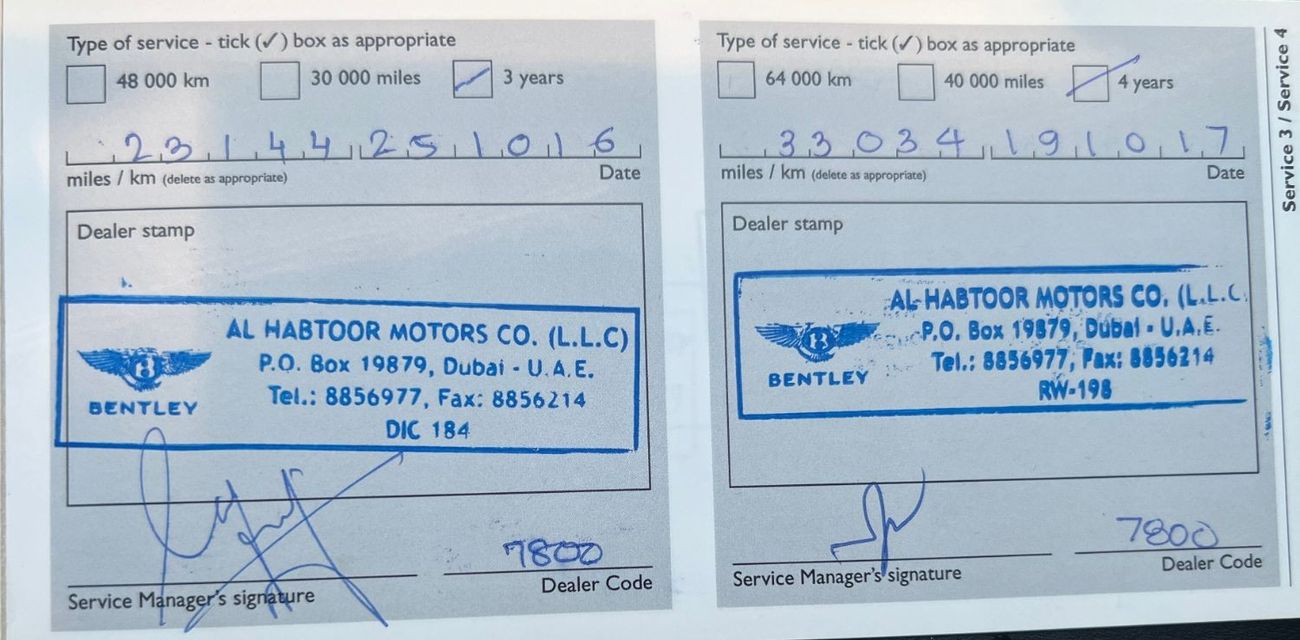 Type of service - tick (✓) box as appropriate
48 000 km 30 000 miles 3 years
23144 251016
miles / km (delete as appropriate) Date
Dealer stamp
AL HABTOOR MOTORS CO. (L.L.C)
P.O. Box 19879, Dubai - U.A.E.
Tel.: 8856977, Fax: 8856214
BENTLEY
DIC 184
7800
Service Manager's signature Dealer Code
Type of service - tick (✓) box as appropriate
64 000 km 40 000 miles 4 years
33034 191017
miles / km (delete as appropriate) Date
Dealer stamp
AL-HABTOOR MOTORS CO. (L.L.C.
P.O. Box 19879, Dubai - U.A.E.
Tel.: 8856977, Fax: 8856214
BENTLEY
RW-198
7800
Service Manager's signature Dealer Code
Service 3 / Service 4